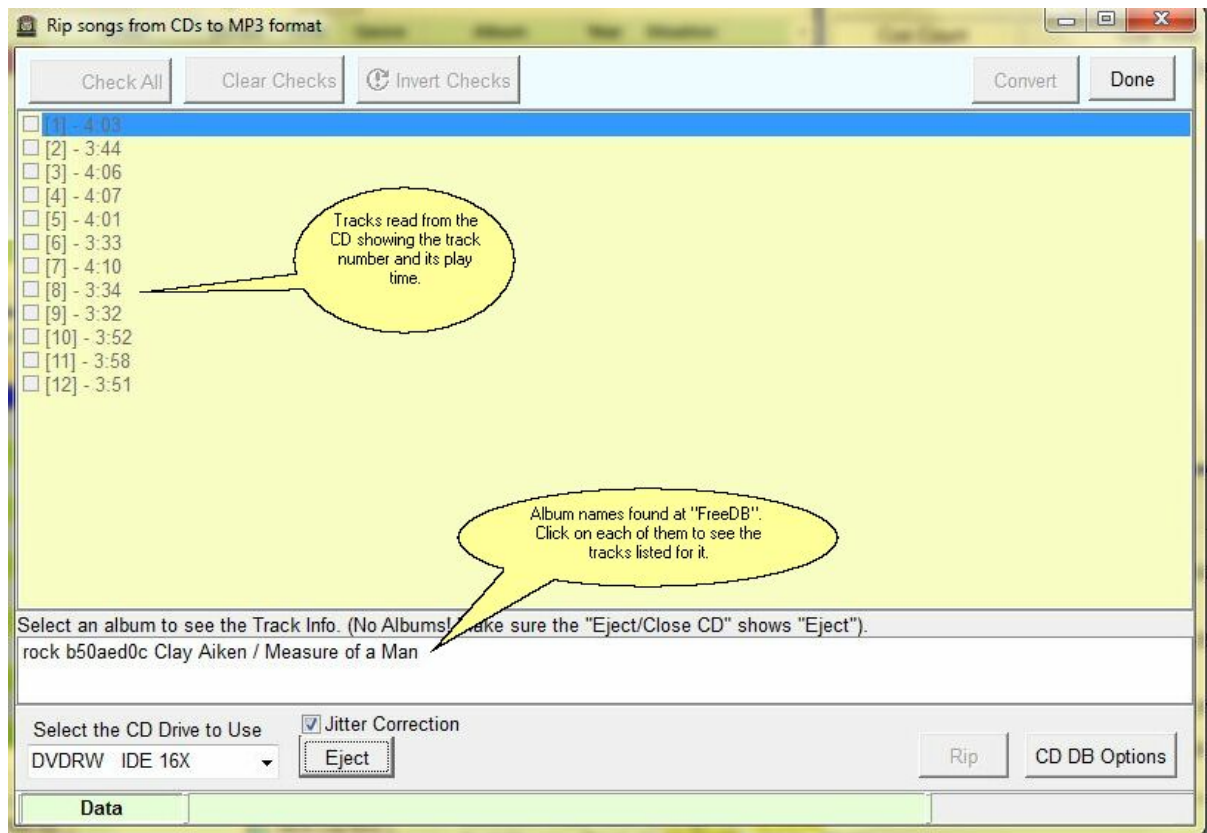 Rip songs from CDs to MP3 format
Check All Clear Checks Invert Checks Convert Done
[1] - 4:03
[2] - 3:44
[3] - 4:06
[4] - 4:07
[5] - 4:01
[6] - 3:33
[7] - 4:10
[8] - 3:34
[9] - 3:32
[10] - 3:52
[11] - 3:58
[12] - 3:51
Tracks read from the
CD showing the track
number and its play
time.
Album names found at "FreeDB".
Click on each of them to see the
tracks listed for it.
Select an album to see the Track Info. (No Albums! Make sure the "Eject/Close CD" shows "Eject").
rock b50aed0c Clay Aiken / Measure of a Man
Select the CD Drive to Use
Jitter Correction
DVDRW IDE 16X
Eject
Rip
CD DB Options
Data